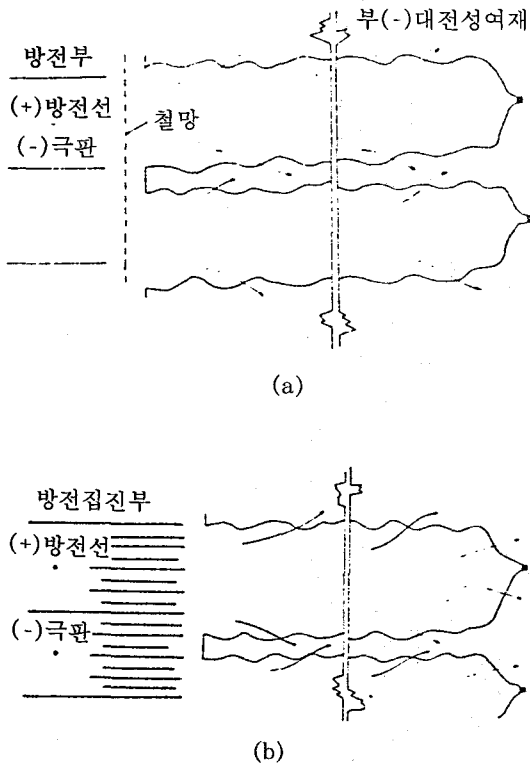 부(-)대전성여재
방전부
(+)방전선
철망
(-)극판
(a)
방전집진부
(+)방전선
(-)극판
(b)